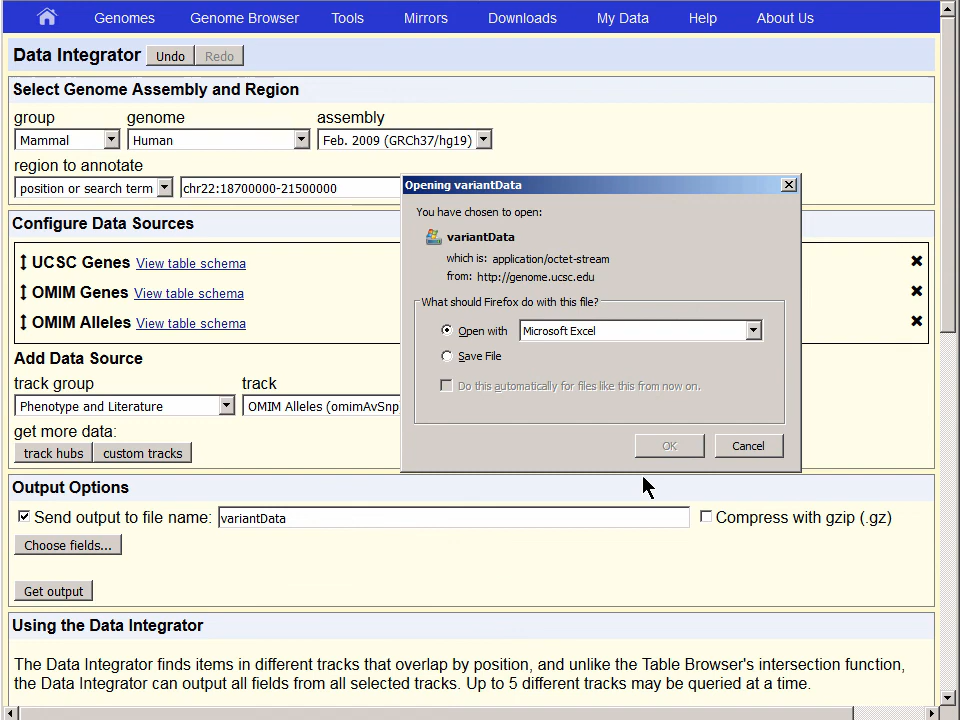 Genomes Genome Browser Tools Mirrors Downloads My Data Help About Us
Data Integrator Undo Redo
Select Genome Assembly and Region
group genome assembly
Mammal Human Feb. 2009 (GRCh37/hg19)
region to annotate
position or search term chr22:18700000-21500000
Configure Data Sources
UCSC Genes View table schema
OMIM Genes View table schema
OMIM Alleles View table schema
Add Data Source
track group track
Phenotype and Literature OMIM Alleles (omimAvSnp
get more data:
track hubs custom tracks
Opening variantData
You have chosen to open:
variantData
which is: application/octet-stream
from: http://genome.ucsc.edu
What should Firefox do with this file?
Open with Microsoft Excel
Save File
Do this automatically for files like this from now on.
OK Cancel
Output Options
Send output to file name: variantData Compress with gzip (.gz)
Choose fields...
Get output
Using the Data Integrator
The Data Integrator finds items in different tracks that overlap by position, and unlike the Table Browser's intersection function,
the Data Integrator can output all fields from all selected tracks. Up to 5 different tracks may be queried at a time.